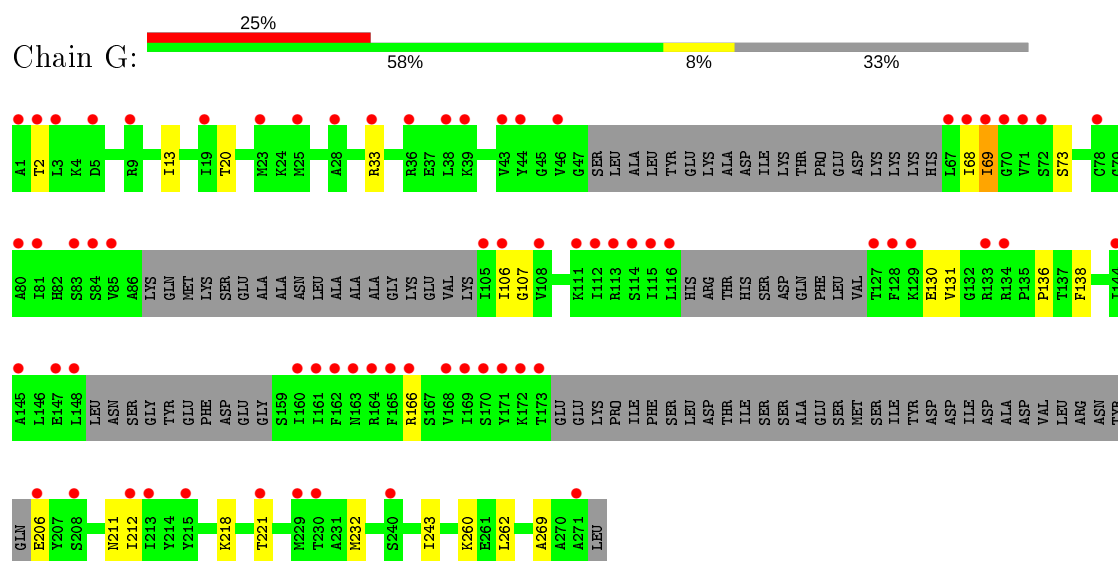 25%
Chain G:
58% 8% 33%
A1 T2 L3 K4 D5 R9 I13 I19 T20 M23 K24 M25 A28 R33 R36 E37 L38 K39 V43 Y44 G45 V46 G47 SER LEU ALA LEU TYR GLU LYS ALA ASP ILE LYS THR PRO GLU ASP LYS LYS LYS HIS L67 I68 I69 G70 V71 S72 S73 C78
A80 I81 H82 S83 S84 V85 A86 LYS GLN MET LYS SER GLU ALA ALA ASN LEU ALA ALA ALA GLY LYS GLU VAL LYS I105 I106 G107 V108 K111 I112 R113 S114 I115 L116 HIS ARG THR HIS SER ASP GLN PHE LEU VAL T127 F128 K129 E130 V131 G132 R133 R134 P135 P136 T137 F138 I144
A145 L146 E147 L148 LEU ASN SER GLY TYR GLU PHE ASP GLU GLY S159 I160 I161 F162 N163 R164 F165 R166 S167 V168 I169 S170 Y171 K172 T173 GLU GLU LYS PRO ILE PHE SER LEU ASP THR ILE SER SER ALA GLU SER MET SER ILE TYR ASP ASP ILE ASP ALA ASP VAL LEU ARG ASN TYR
GLN E206 Y207 S208 N211 I212 I213 Y214 Y215 K218 T221 M229 T230 A231 M232 S240 I243 K260 E261 L262 A269 A270 A271 LEU